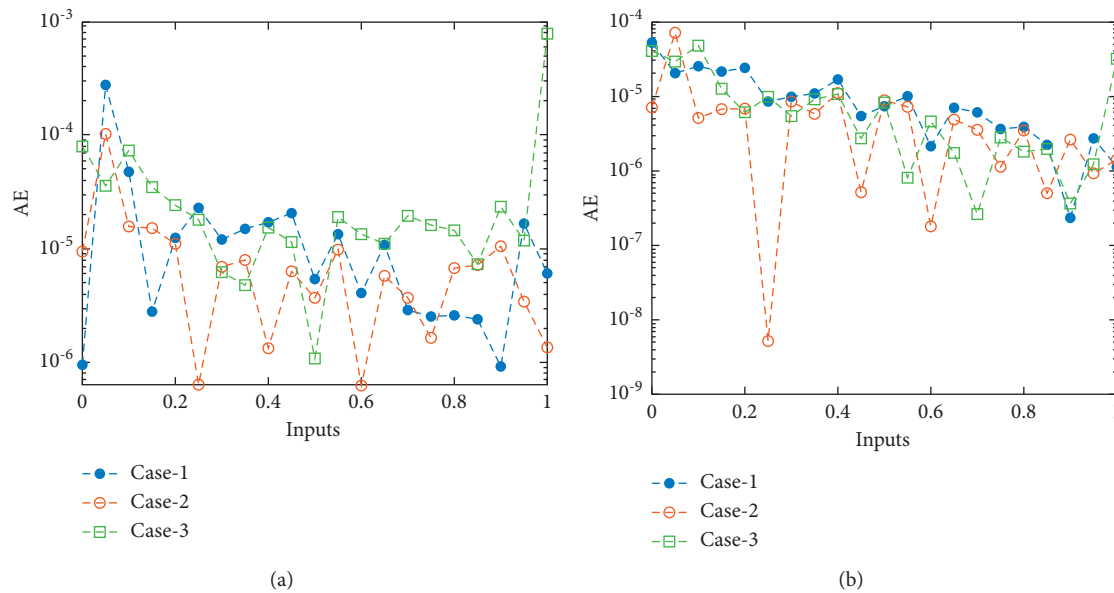 10-3
10-4
10-5
10-6
AE
0 0.2 0.4 0.6 0.8 1
Inputs
Case-1
Case-2
Case-3
(a)
10-4
10-5
10-6
10-7
10-8
10-9
AE
0 0.2 0.4 0.6 0.8
Inputs
Case-1
Case-2
Case-3
(b)